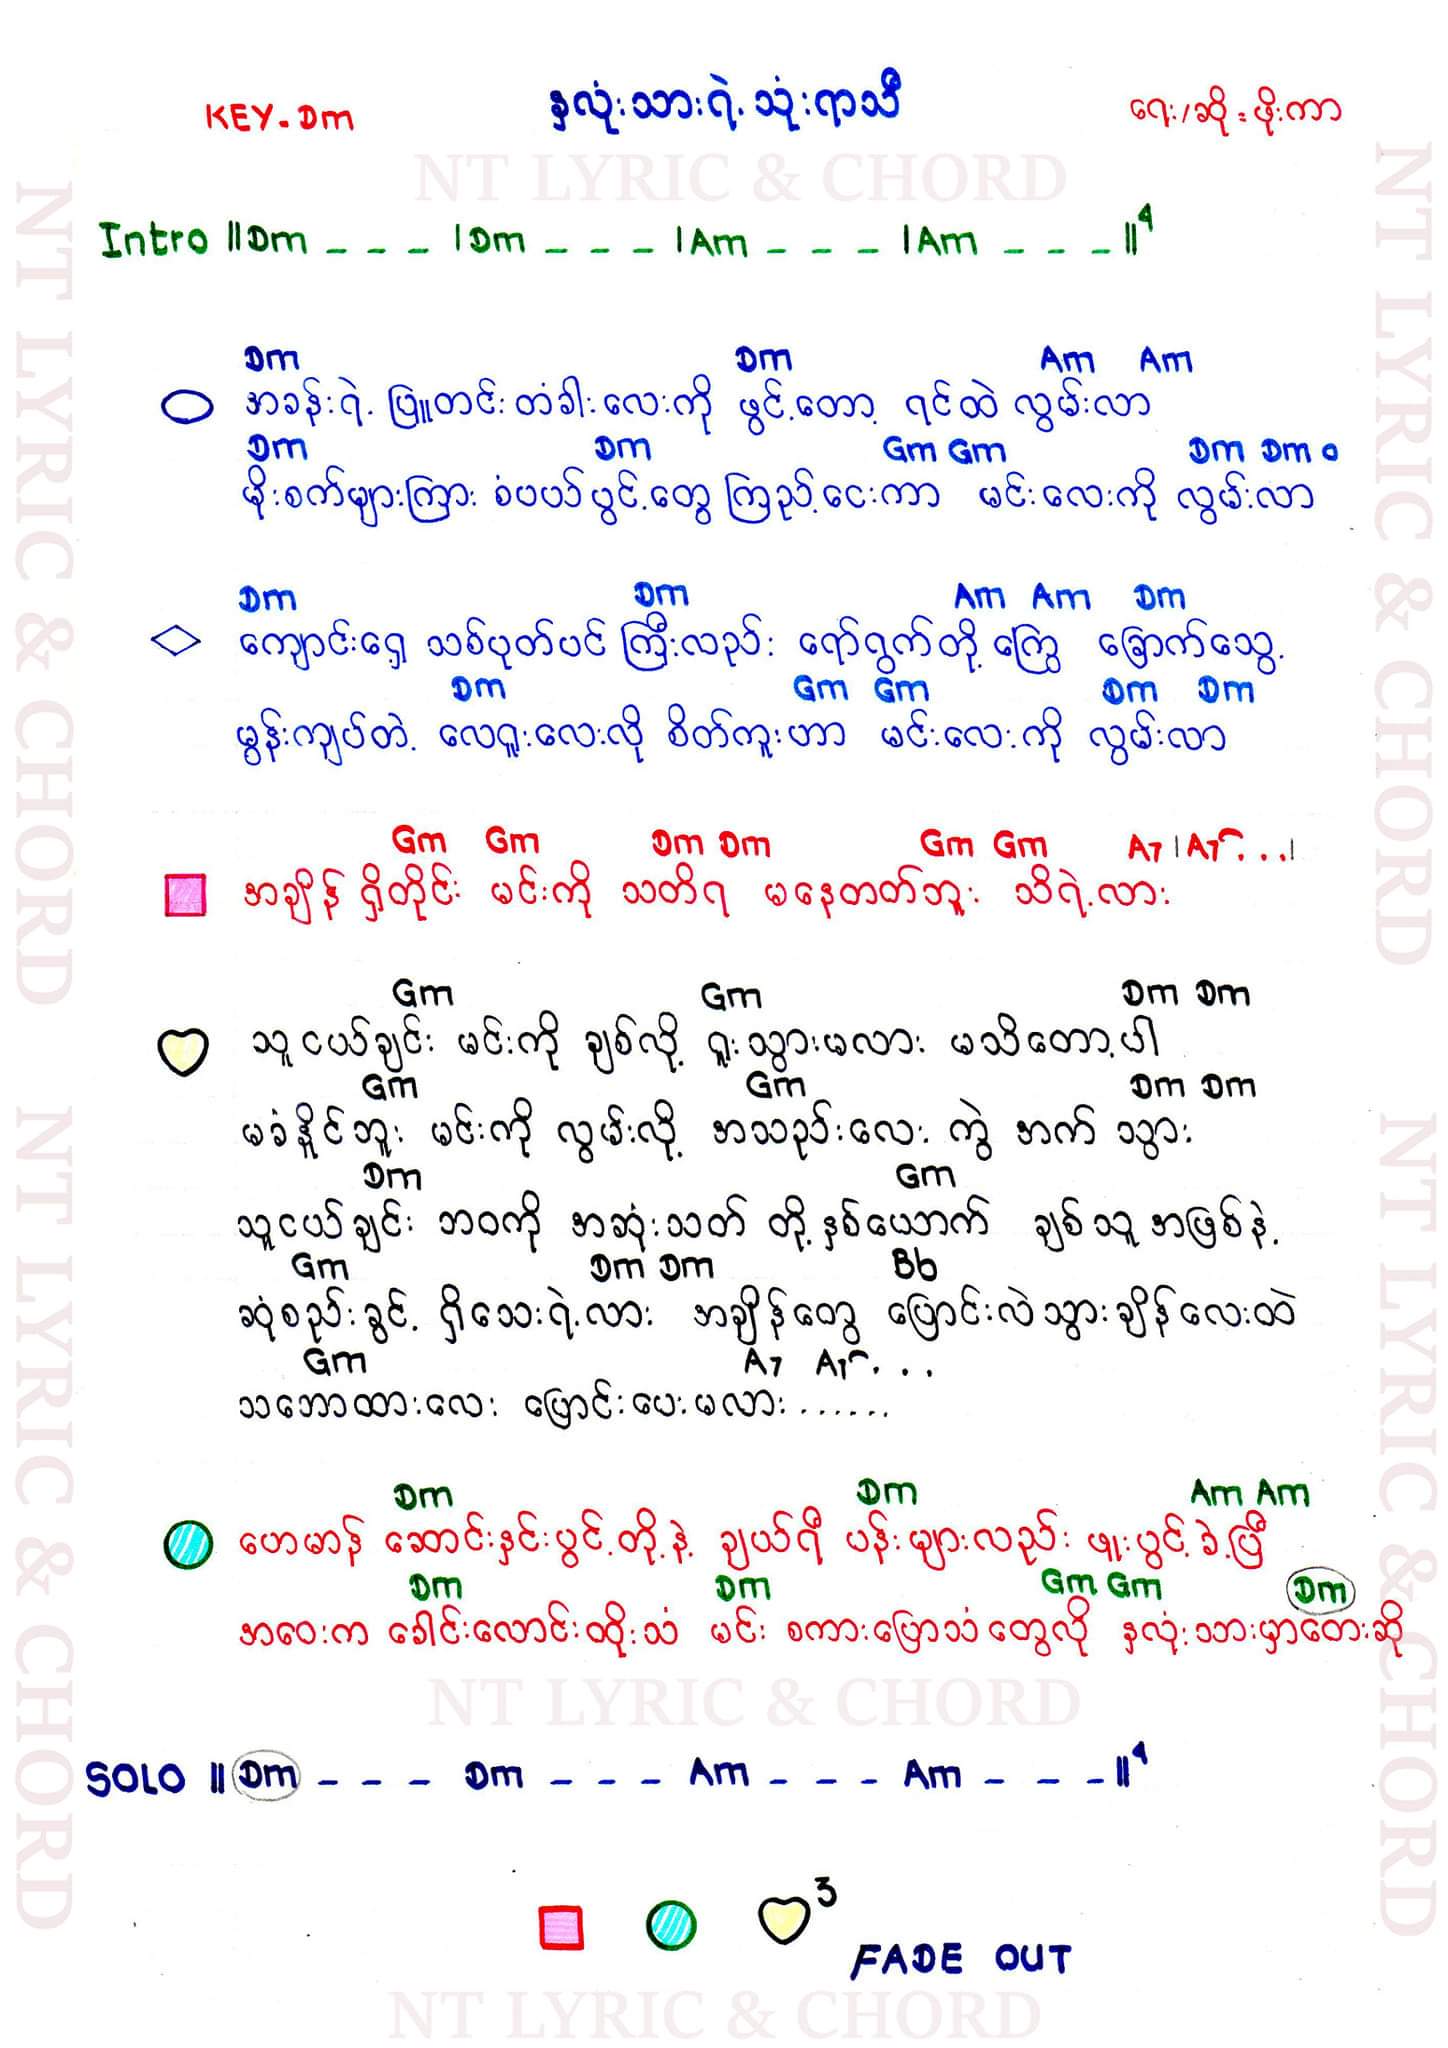 KEY. Dm
နှလုံးသားရဲ့သုံးရာသီ
ရေး/ဆို = ဖိုးကာ
NT LYRIC & CHORD
Intro ||Dm _ _ _ |Dm _ _ _ |Am _ _ _ |Am _ _ _ ||4
Dm Dm Am Am
အခန်းရဲ့ ပြူတင်းတံခါးလေးကို ဖွင့်တော့ ရင်ထဲ လွမ်းလာ
Dm Dm Gm Gm Dm Dm o
မိုးစက်များကြား စံပယ်ပွင့်တွေ ကြည့်ငေးကာ မင်းလေးကို လွမ်းလာ
Dm Dm Am Am Dm
ကျောင်းရှေ့ သစ်ပုတ်ပင် ကြီးလည်း ရော်ရွက်တို့ ကြွေ ခြောက်သွေ့
Dm Gm Gm Dm Dm
မွန်းကျပ်တဲ့ လေရူးလေးလို စိတ်ကူးဟာ မင်းလေးကို လွမ်းလာ
Gm Gm Dm Dm Gm Gm A7 |A7...|
အချိန် ရှိတိုင်း မင်းကို သတိရ မနေတတ်ဘူး သိရဲ့လား
Gm Gm Dm Dm
သူငယ်ချင်း မင်းကို ချစ်လို့ ရူးသွားမလား မသိတော့ပါ
Gm Gm Dm Dm
မခံနိူင်ဘူး မင်းကို လွမ်းလို့ အသည်းလေး ကွဲ အက် သွား
Dm Gm
သူငယ်ချင်း ဘဝကို အဆုံးသတ် တို့နှစ်ယောက် ချစ်သူအဖြစ်နဲ့
Gm Dm Dm Bb
ဆုံစည်းခွင့် ရှိသေးရဲ့လား အချိန်တွေ ပြောင်းလဲသွားချိန်လေးထဲ
Gm A7 A7...
သဘောထားလေး ပြောင်းပေးမလား......
Dm Dm Am Am
ဟေမာန် ဆောင်းနှင်းပွင့်တို့နဲ့ ချယ်ရီ ပန်းများလည်း ဖူးပွင့်ခဲ့ပြီ
Dm Dm Gm Gm Dm
အဝေးက ခေါင်းလောင်းထိုးသံ မင်း စကားပြောသံတွေလို နှလုံးသားမှာတေးဆို
NT LYRIC & CHORD
SOLO ||Dm _ _ _ Dm _ _ _ Am _ _ _ Am _ _ _ ||4
3
FADE OUT
NT LYRIC & CHORD
NT LYRIC & CHORD
NT LYRIC & CHORD
NT LYRIC & CHORD
NT LYRIC & CHORD